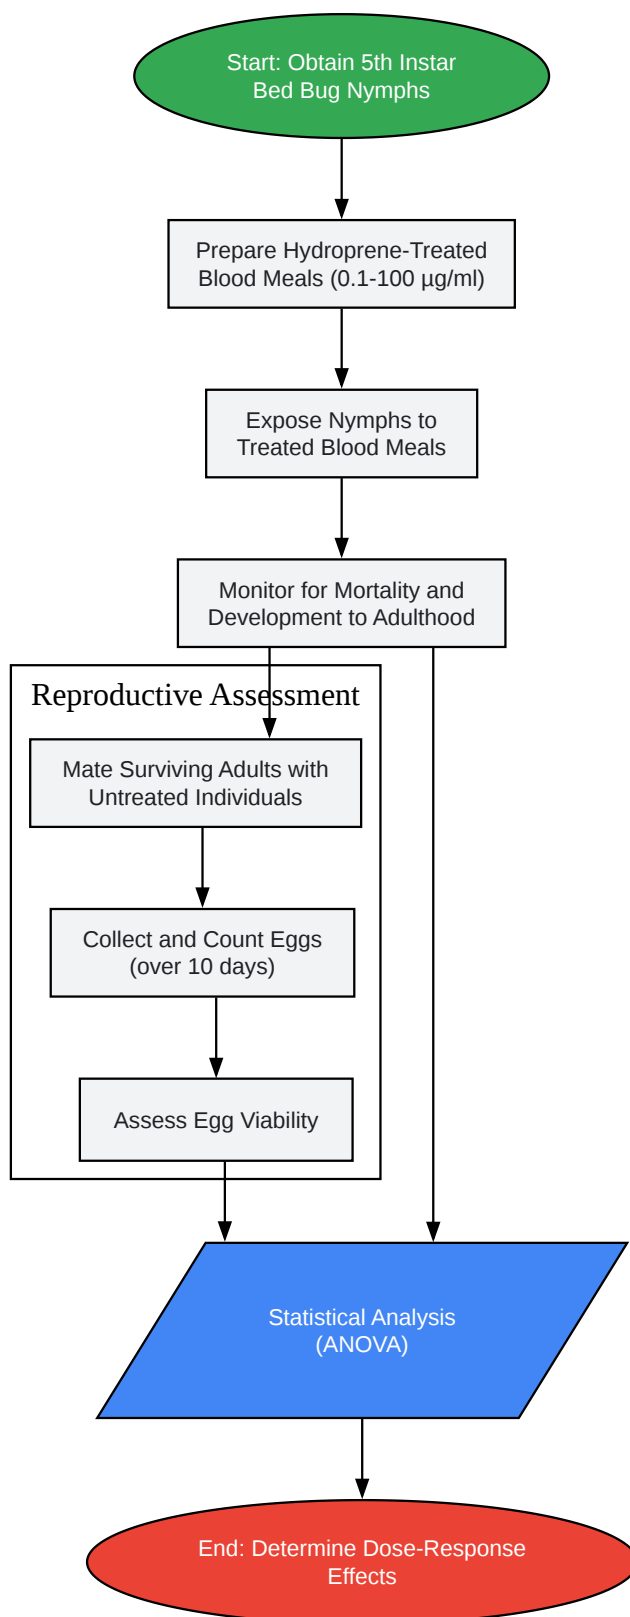 Start: Obtain 5th Instar
Bed Bug Nymphs
Prepare Hydroprene-Treated
Blood Meals (0.1-100 µg/ml)
Expose Nymphs to
Treated Blood Meals
Monitor for Mortality and
Development to Adulthood
Reproductive Assessment
Mate Surviving Adults with
Untreated Individuals
Collect and Count Eggs
(over 10 days)
Assess Egg Viability
Statistical Analysis
(ANOVA)
End: Determine Dose-Response
Effects